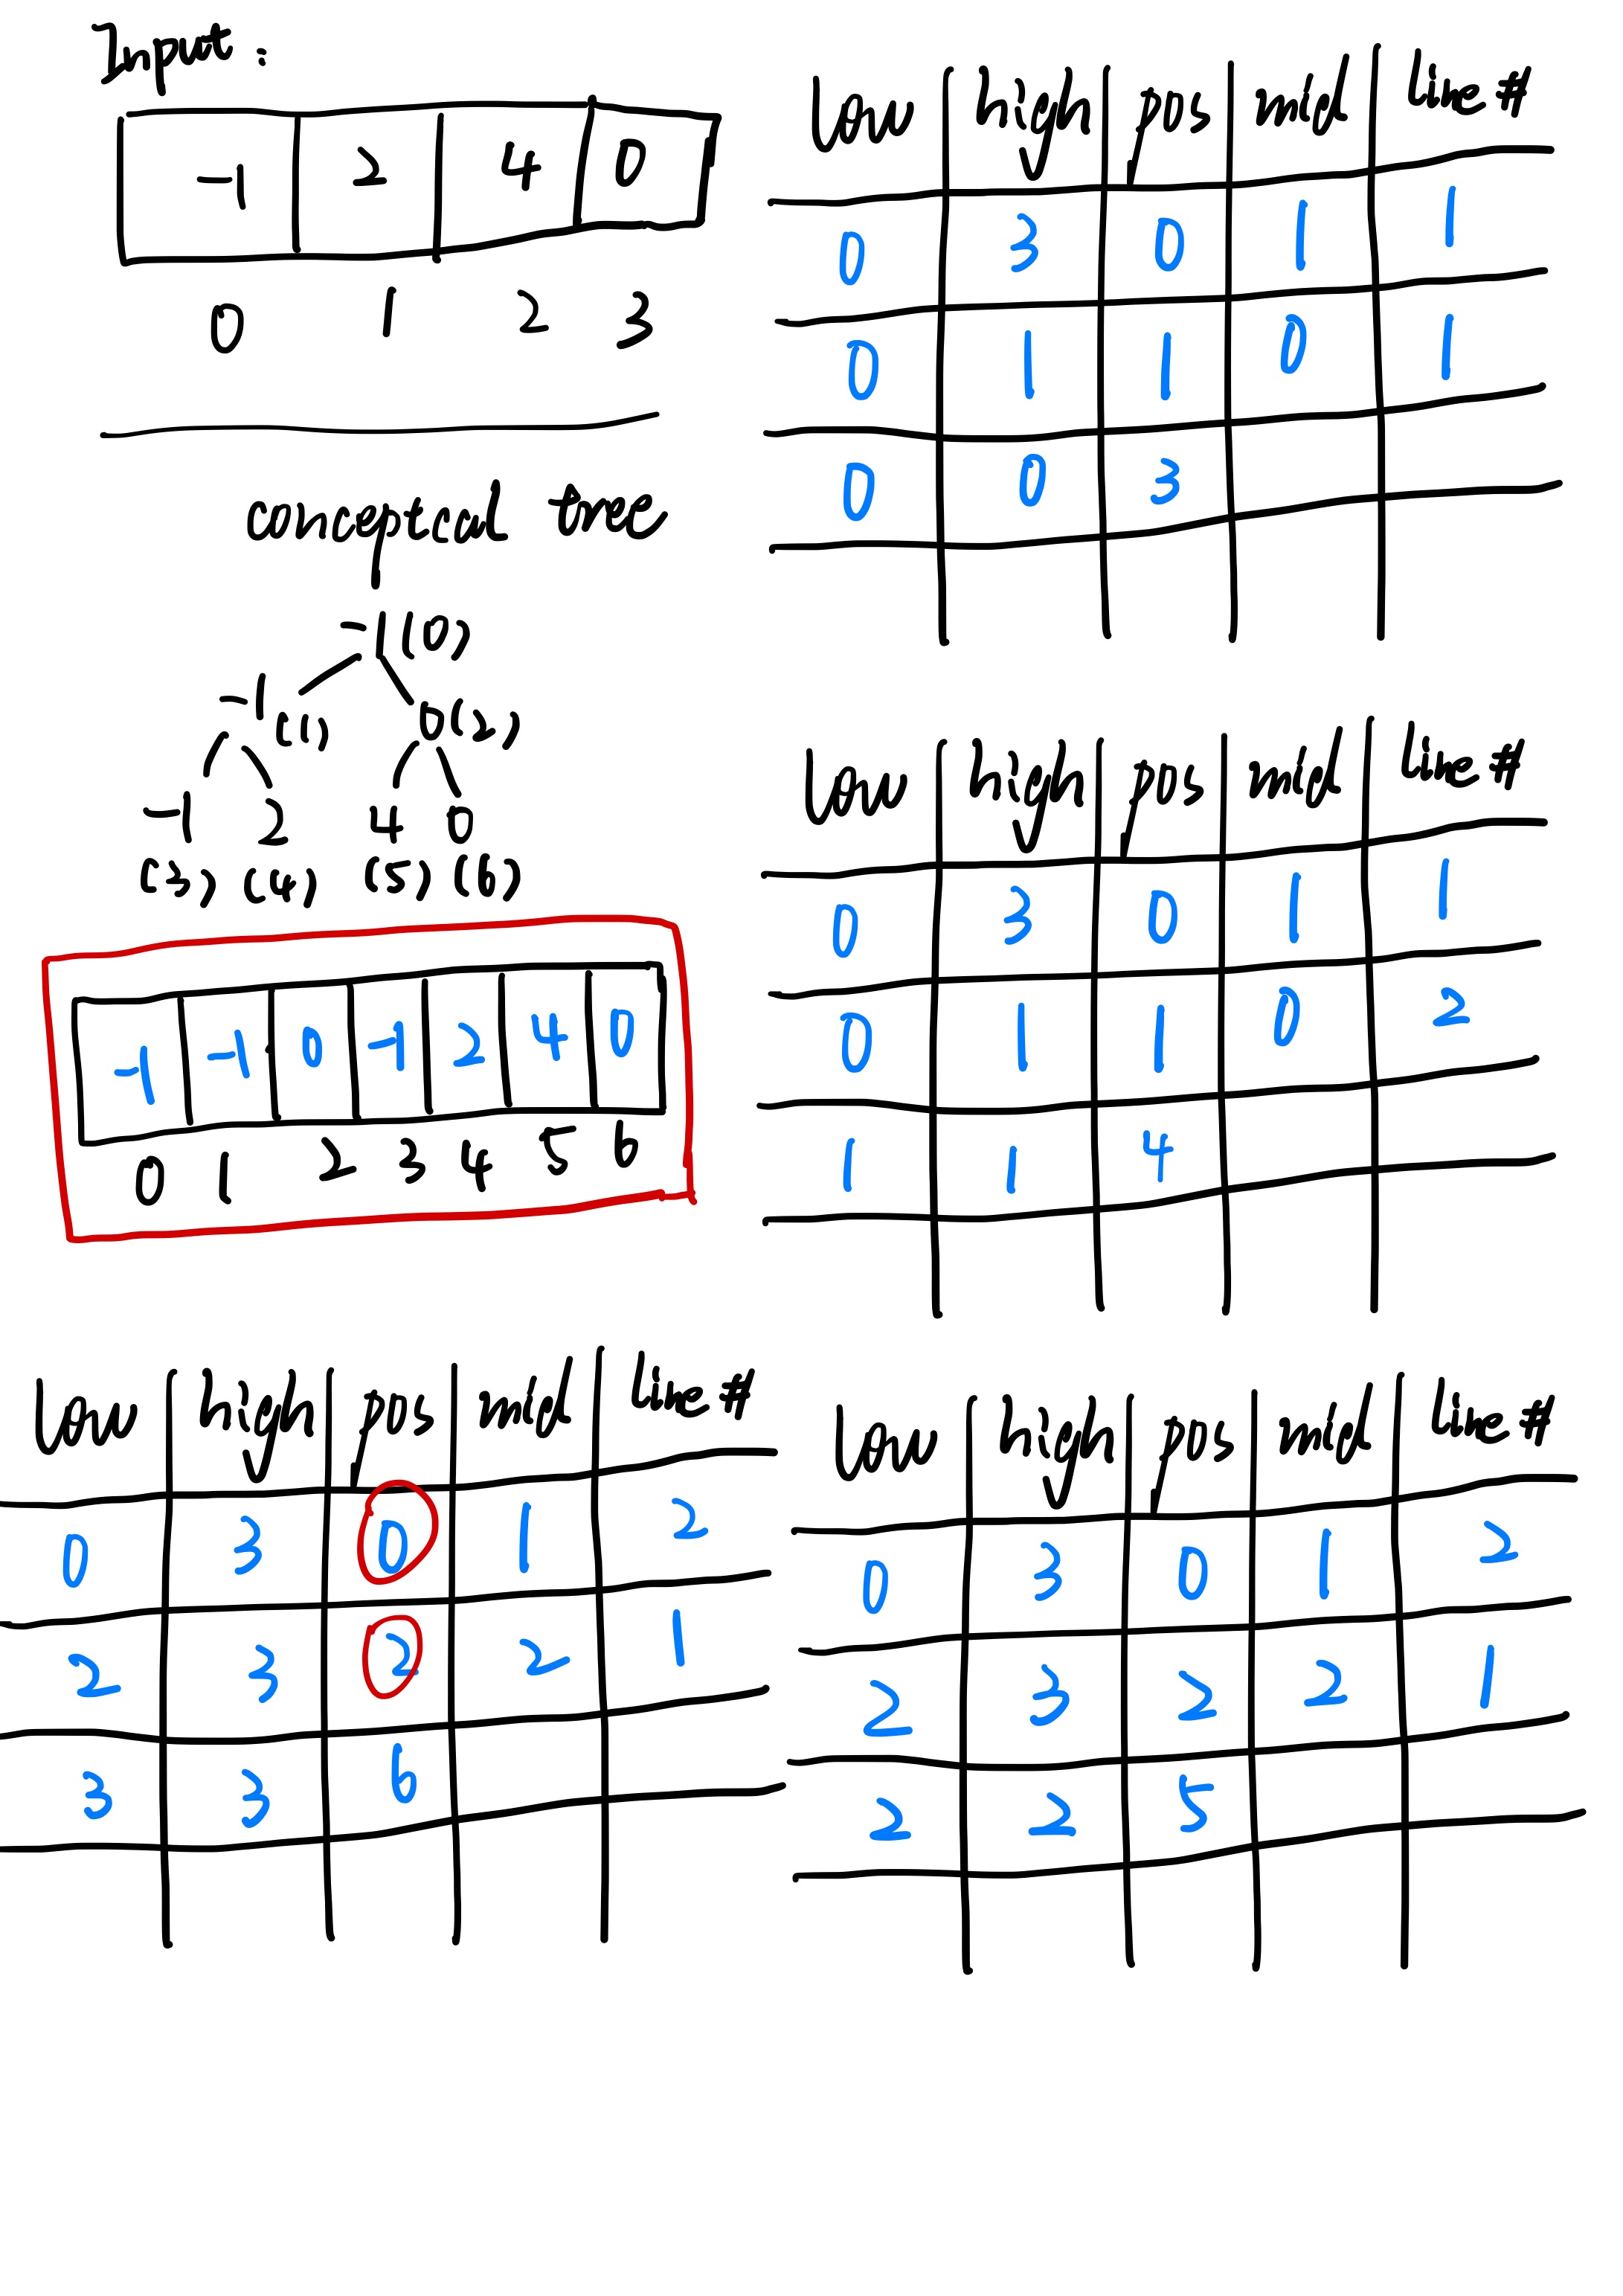 Input:
-1 2 4 0
0 1 2 3
conceptcal tree
-1(0)
-1 (1) 0(2)
-1 2 4 0
(3) (4) (5) (6)
-1 -1 0 -1 2 4 0
0 1 2 3 4 5 6
low high pos mid line #
0 3 0 1 1
0 1 1 0 1
0 0 3
low high pos mid line #
0 3 0 1 1
0 1 1 0 2
1 1 4
low high pos mid line #
0 3 0 1 2
2 3 2 2 1
3 3 6
low high pos mid line #
0 3 0 1 2
2 3 2 2 1
2 2 5